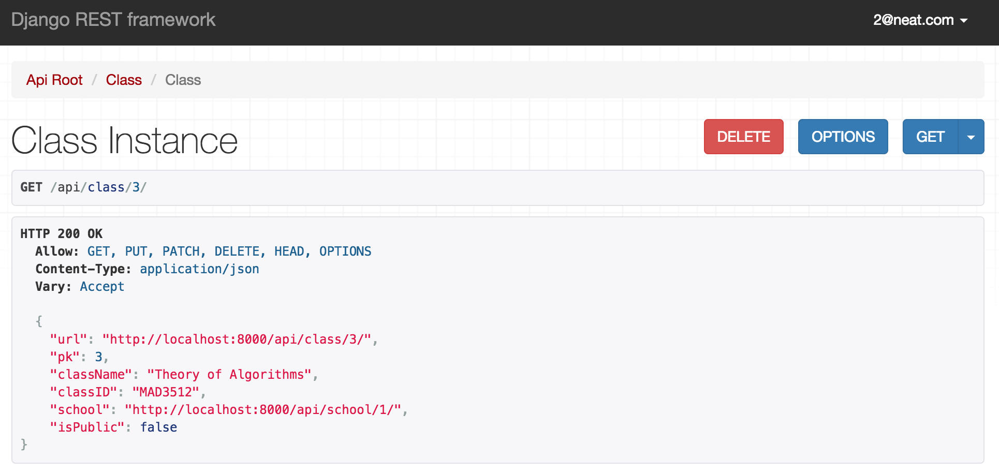 Django REST framework
2@neat.com
Api Root / Class / Class
Class Instance
DELETE
OPTIONS
GET
GET /api/class/3/
HTTP 200 OK
Allow: GET, PUT, PATCH, DELETE, HEAD, OPTIONS
Content-Type: application/json
Vary: Accept
{
"url": "http://localhost:8000/api/class/3/",
"pk": 3,
"className": "Theory of Algorithms",
"classID": "MAD3512",
"school": "http://localhost:8000/api/school/1/",
"isPublic": false
}